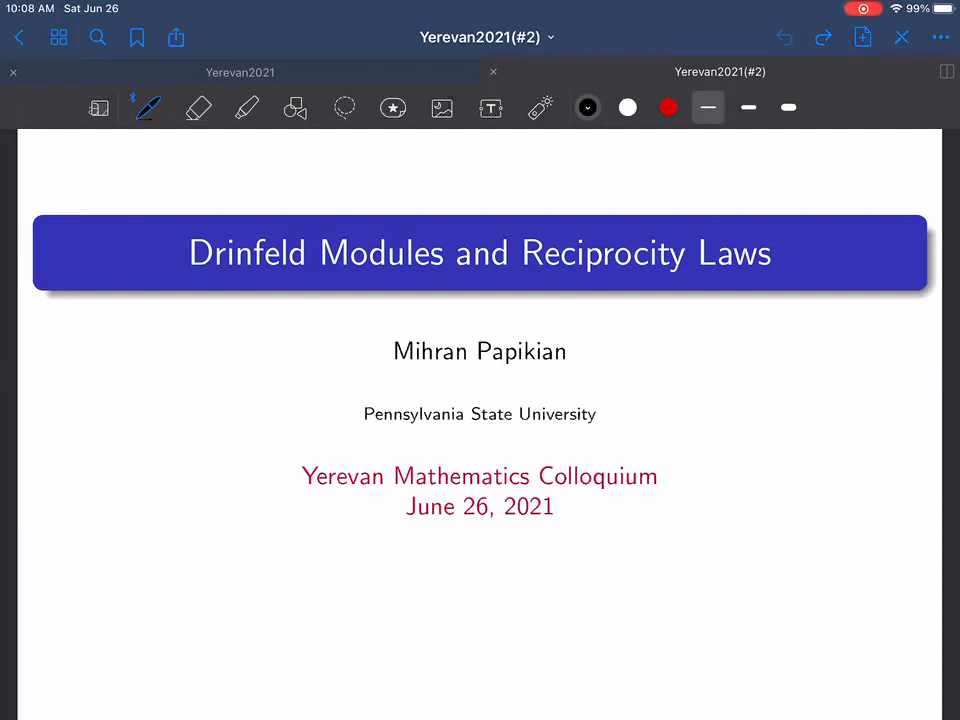 10:08 AM Sat Jun 26
99%
Yerevan2021(#2)
Yerevan2021
Yerevan2021(#2)
T
Drinfeld Modules and Reciprocity Laws
Mihran Papikian
Pennsylvania State University
Yerevan Mathematics Colloquium
June 26, 2021